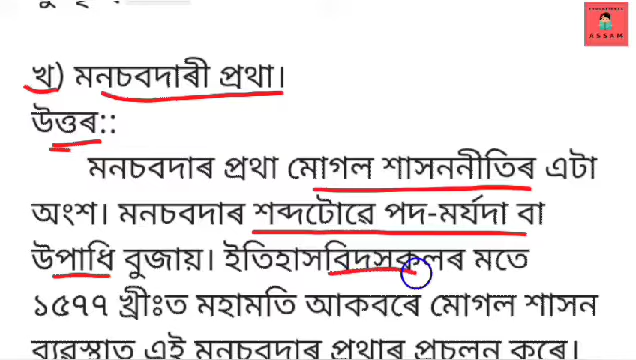 খ) মনচবদাৰী প্ৰথা।
উত্তৰ::
মনচবদাৰ প্ৰথা মোগল শাসননীতিৰ এটা
অংশ। মনচবদাৰ শব্দটোৱে পদ-মৰ্যদা বা
উপাধি বুজায়। ইতিহাসবিদসকলৰ মতে
১৫৭৭ খ্ৰীঃত মহামতি আকবৰে মোগল শাসন
ব্যৱস্থাত এই মনচবদাৰ প্ৰথাৰ প্ৰচলন কৰে।
ASSAM